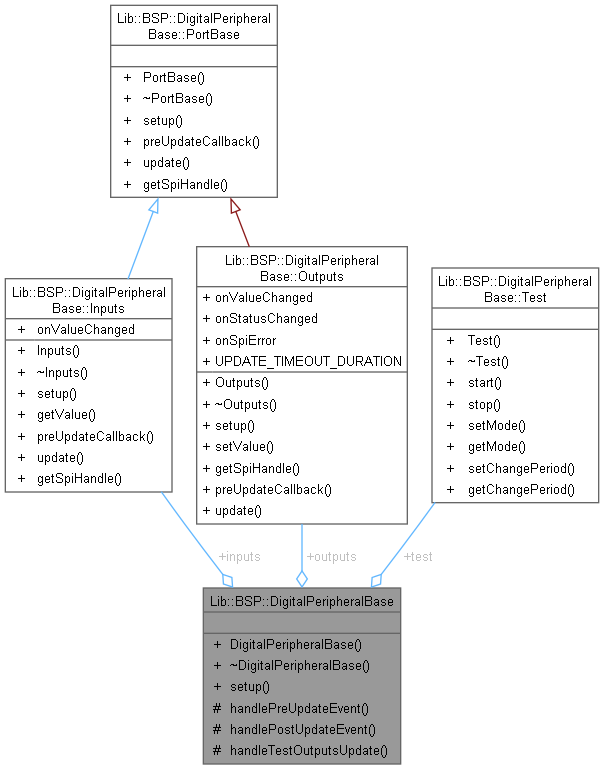 Lib::BSP::DigitalPeripheral
Base::PortBase
+ PortBase()
+ ~PortBase()
+ setup()
+ preUpdateCallback()
+ update()
+ getSpiHandle()
Lib::BSP::DigitalPeripheral
Base::Inputs
+ onValueChanged
+ Inputs()
+ ~Inputs()
+ setup()
+ getValue()
+ preUpdateCallback()
+ update()
+ getSpiHandle()
Lib::BSP::DigitalPeripheral
Base::Outputs
+ onValueChanged
+ onStatusChanged
+ onSpiError
+ UPDATE_TIMEOUT_DURATION
+ Outputs()
+ ~Outputs()
+ setup()
+ setValue()
+ getSpiHandle()
+ preUpdateCallback()
+ update()
Lib::BSP::DigitalPeripheral
Base::Test
+ Test()
+ ~Test()
+ start()
+ stop()
+ setMode()
+ getMode()
+ setChangePeriod()
+ getChangePeriod()
+inputs
+outputs
+test
Lib::BSP::DigitalPeripheralBase
+ DigitalPeripheralBase()
+ ~DigitalPeripheralBase()
+ setup()
# handlePreUpdateEvent()
# handlePostUpdateEvent()
# handleTestOutputsUpdate()